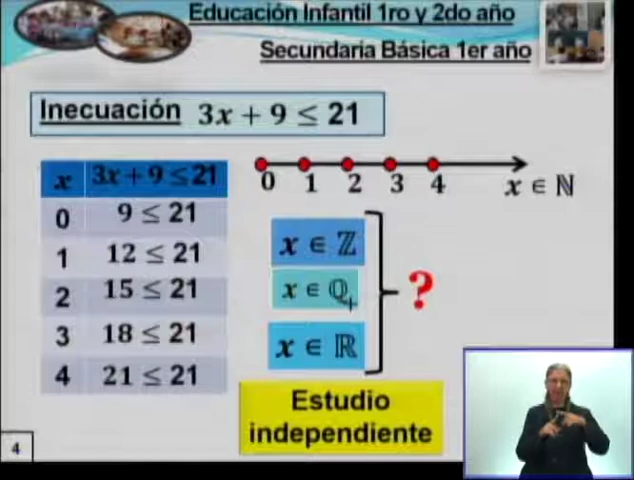 Educación Infantil 1ro y 2do año
Secundaria Básica 1er año
Inecuación 3x + 9 ≤ 21
x 3x + 9 ≤ 21
0 9 ≤ 21
1 12 ≤ 21
2 15 ≤ 21
3 18 ≤ 21
4 21 ≤ 21
0 1 2 3 4 x ∈ ℕ
x ∈ ℤ
x ∈ ℚ₊
x ∈ ℝ
?
Estudio
independiente
4